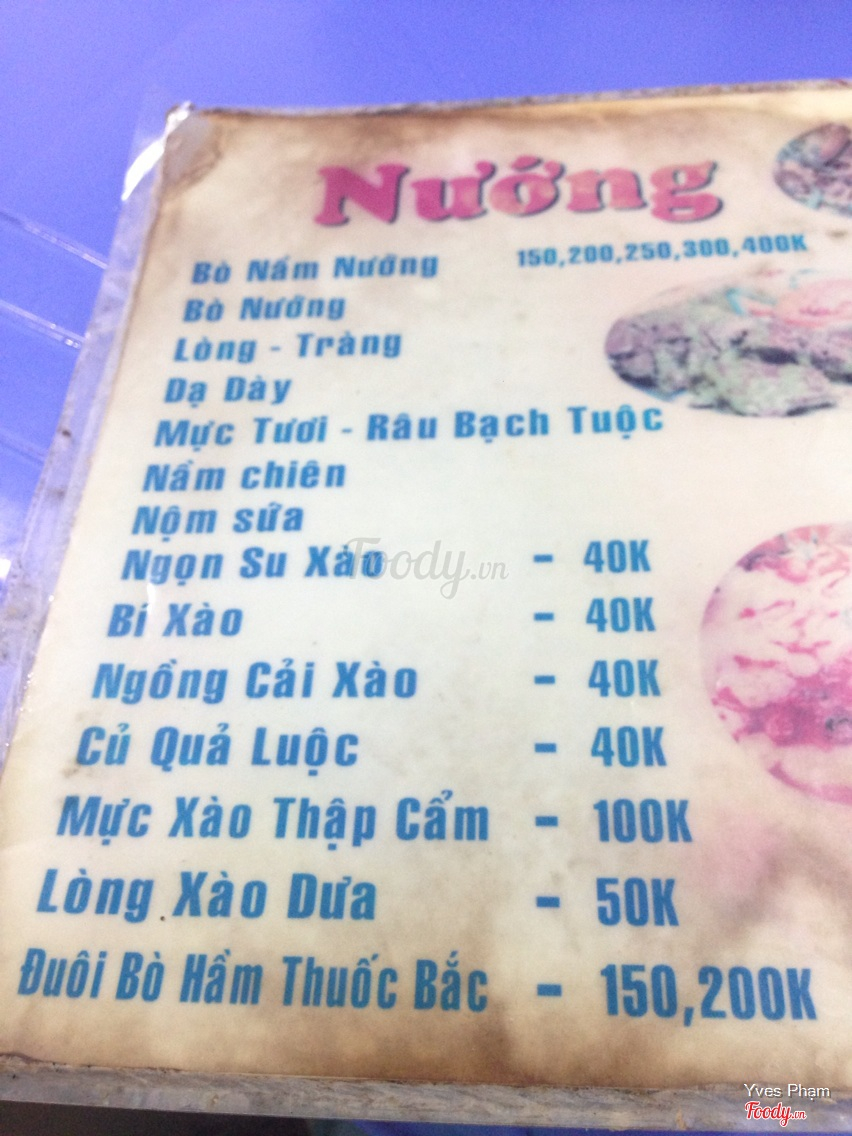 Nướng
Bò Nầm Nướng 150,200,250,300,400K
Bò Nướng
Lòng - Tràng
Dạ Dày
Mực Tươi - Râu Bạch Tuộc
Nầm chiên
Nộm sứa
Ngọn Su Xào - 40K
Foody.vn
Bí Xào - 40K
Ngồng Cải Xào - 40K
Củ Quả Luộc - 40K
Mực Xào Thập Cẩm - 100K
Lòng Xào Dưa - 50K
Đuôi Bò Hầm Thuốc Bắc - 150,200K
Yves Phạm
Foody.vn